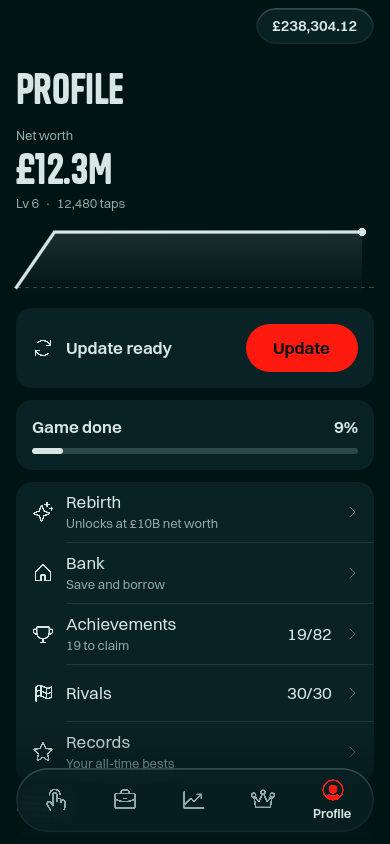 £238,304.12
PROFILE
Net worth
£12.3M
Lv 6 · 12,480 taps
Update ready
Update
Game done
9%
Rebirth
Unlocks at £10B net worth
Bank
Save and borrow
Achievements
19 to claim
19/82
Rivals
30/30
Records
Your all-time bests
Profile